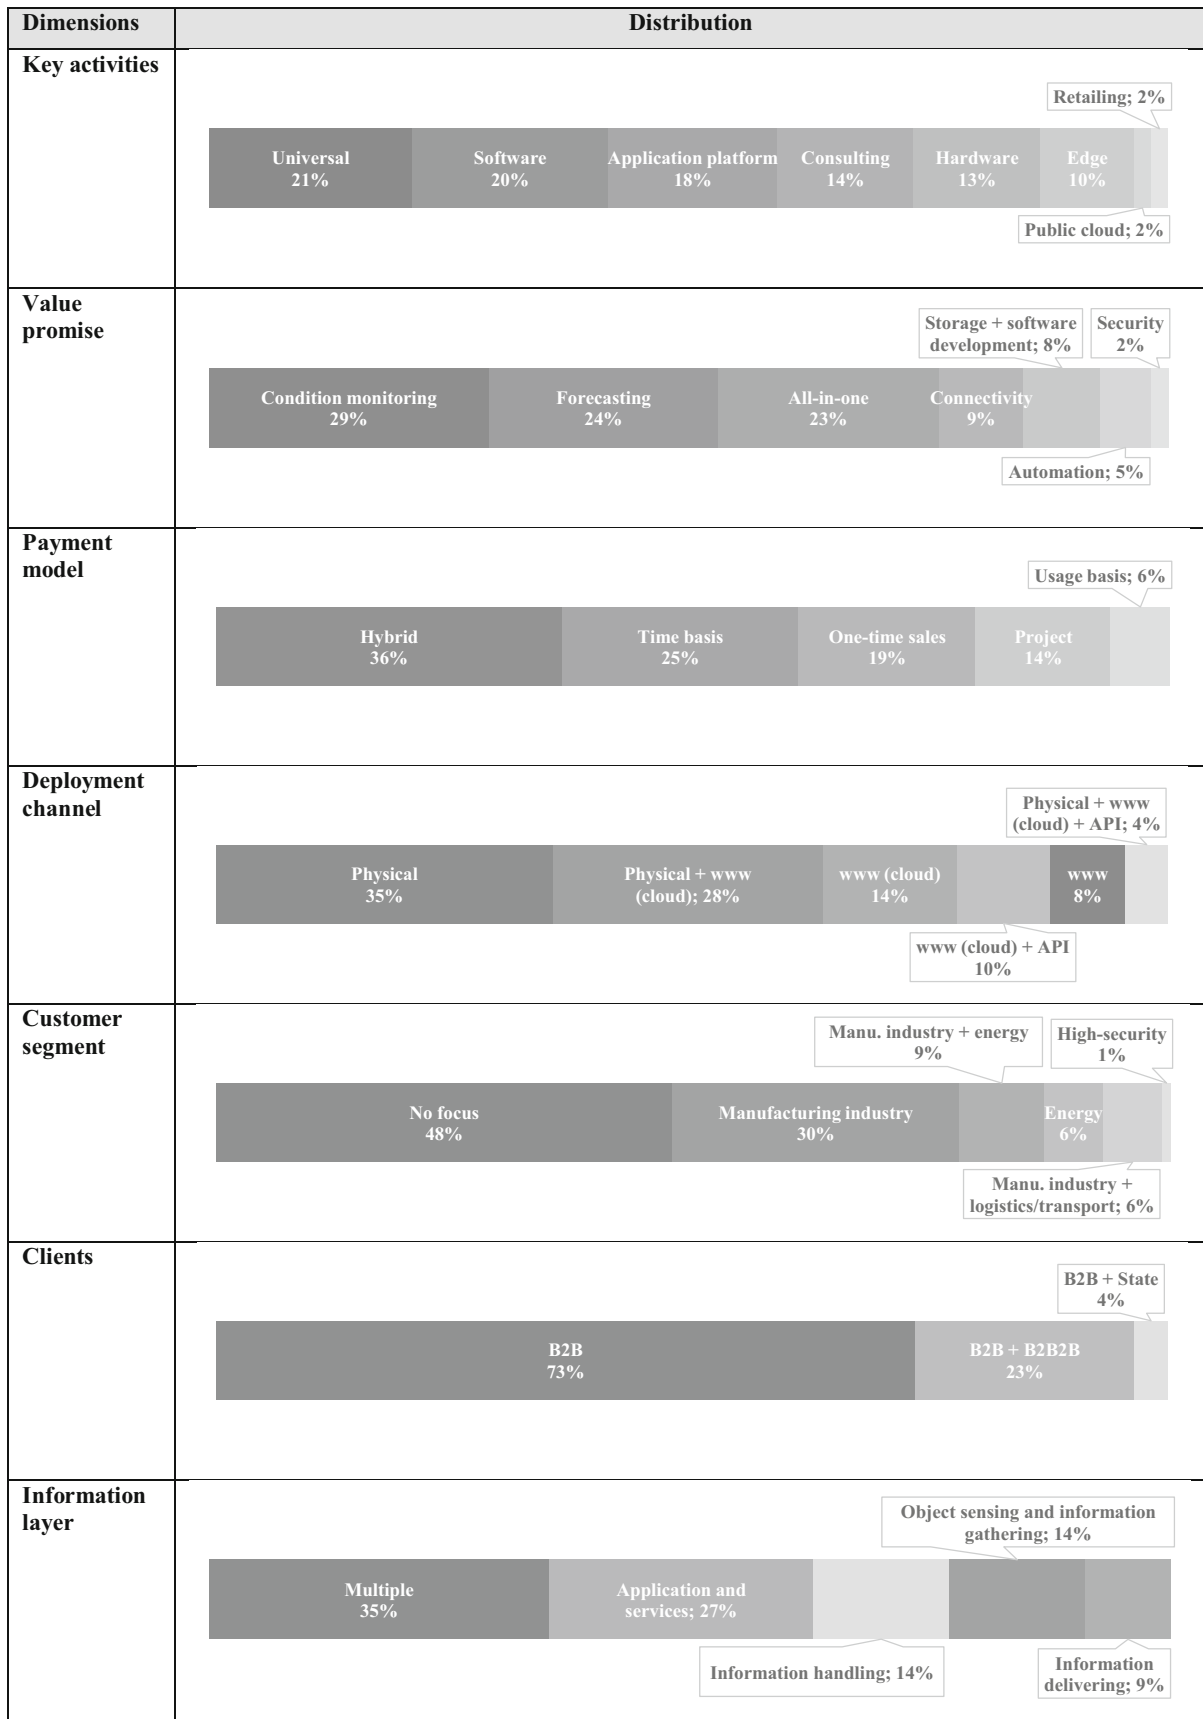 Dimensions
Distribution
Key activities
Retailing; 2%
Universal
21%
Software
20%
Application platform
18%
Consulting
14%
Hardware
13%
Edge
10%
Public cloud; 2%
Value
promise
Storage + software
development; 8%
Security
2%
Condition monitoring
29%
Forecasting
24%
All-in-one
23%
Connectivity
9%
Automation; 5%
Payment
model
Usage basis; 6%
Hybrid
36%
Time basis
25%
One-time sales
19%
Project
14%
Deployment
channel
Physical + www
(cloud) + API; 4%
Physical
35%
Physical + www
(cloud); 28%
www (cloud)
14%
www
8%
www (cloud) + API
10%
Customer
segment
Manu. industry + energy
9%
High-security
1%
No focus
48%
Manufacturing industry
30%
Energy
6%
Manu. industry +
logistics/transport; 6%
Clients
B2B + State
4%
B2B
73%
B2B + B2B2B
23%
Information
layer
Object sensing and information
gathering; 14%
Multiple
35%
Application and
services; 27%
Information handling; 14%
Information
delivering; 9%